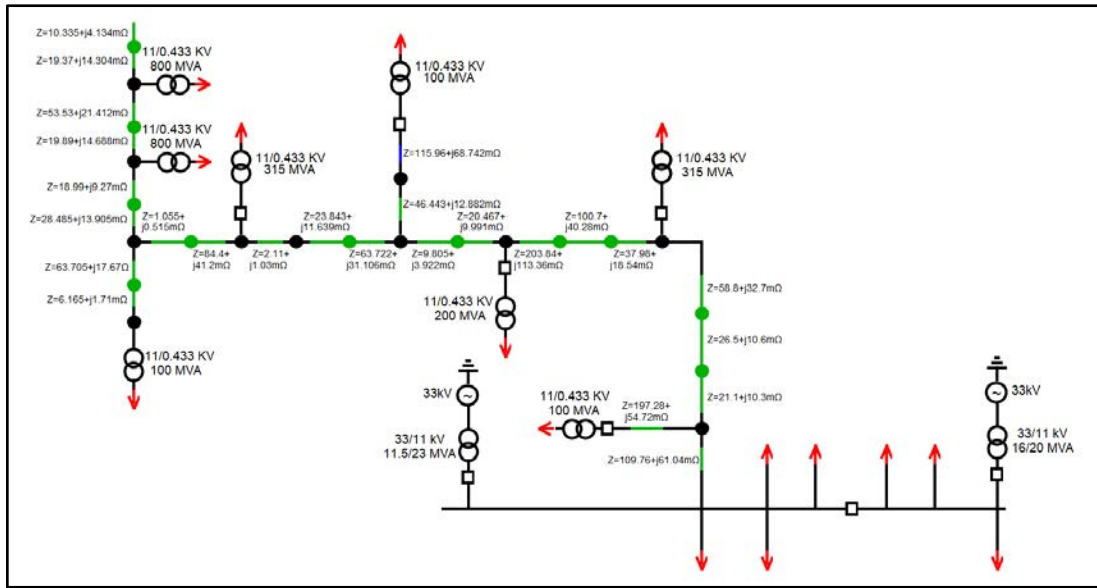 Z=10.335+j4.134mΩ
Z=19.37+j14.304mΩ
11/0.433 KV
800 MVA
Z=53.53+j21.412mΩ
Z=19.89+j14.688mΩ
11/0.433 KV
800 MVA
Z=18.99+j9.27mΩ
Z=28.485+j13.905mΩ
Z=63.705+j17.67Ω
Z=6.165+j1.71mΩ
11/0.433 KV
100 MVA
Z=1.055+
j0.515mΩ
Z=84.4+
j41.2mΩ
11/0.433 KV
315 MVA
Z=2.11+
j1.03mΩ
Z=23.843+
j11.639mΩ
Z=63.722+
j31.106mΩ
11/0.433 KV
100 MVA
Z=115.96+j68.742mΩ
Z=46.443+j12.882mΩ
Z=9.805+
j3.922mΩ
Z=20.467+
j9.991mΩ
11/0.433 KV
200 MVA
Z=203.84+
j113.36mΩ
Z=100.7+
j40.28mΩ
Z=37.98+
j18.54mΩ
11/0.433 KV
315 MVA
Z=58.8+j32.7mΩ
Z=26.5+j10.6mΩ
Z=21.1+j10.3mΩ
11/0.433 KV
100 MVA
Z=197.28+
j54.72mΩ
Z=109.76+j61.04mΩ
33kV
33/11 kV
11.5/23 MVA
33kV
33/11 kV
16/20 MVA